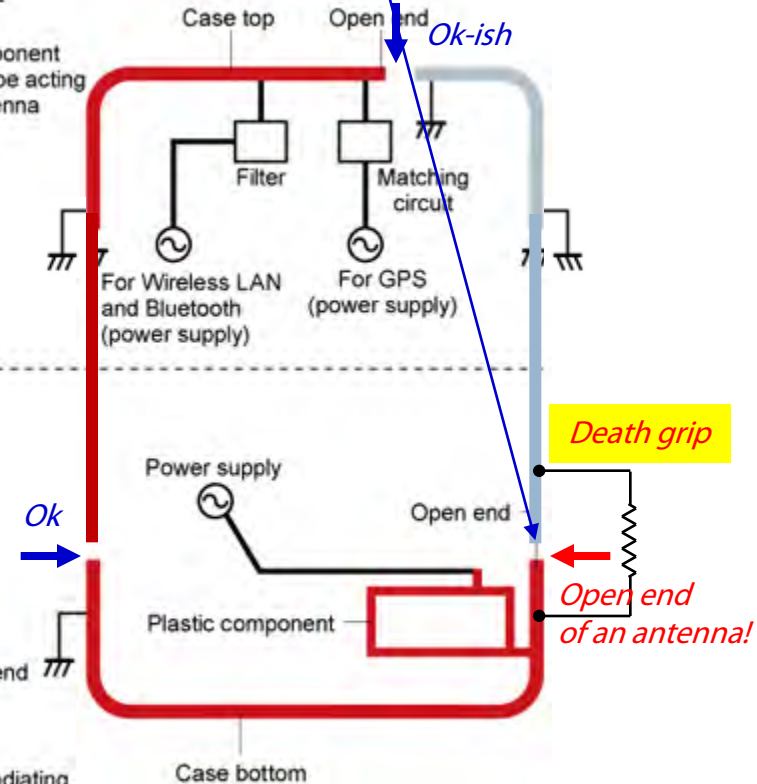 Case top
Open end
Ok-ish
be acting
Filter
Matching
circuit
For Wireless LAN
and Bluetooth
(power supply)
For GPS
(power supply)
Death grip
Power supply
Open end
Ok
Open end
of an antenna!
Plastic component
end
Case bottom